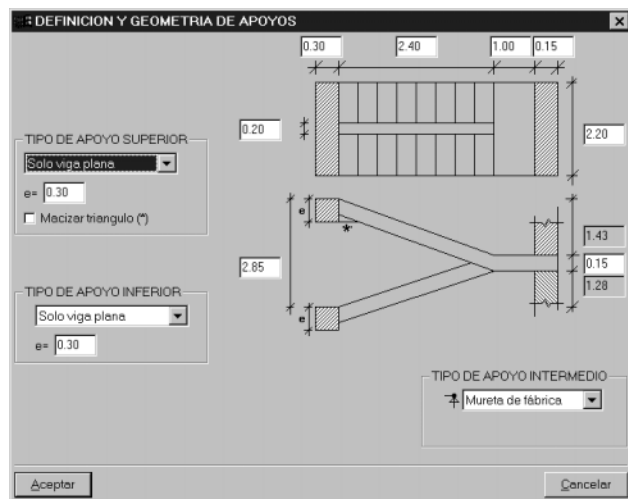 DEFINICION Y GEOMETRIA DE APOYOS
0.30 2.40 1.00 0.15
0.20
2.20
TIPO DE APOYO SUPERIOR
Solo viga plana
e= 0.30
Macizar triangulo (*)
e
*
1.43
2.85
0.15
1.28
TIPO DE APOYO INFERIOR
Solo viga plana
e
e= 0.30
TIPO DE APOYO INTERMEDIO
Mureta de fábrica
Aceptar
Cancelar